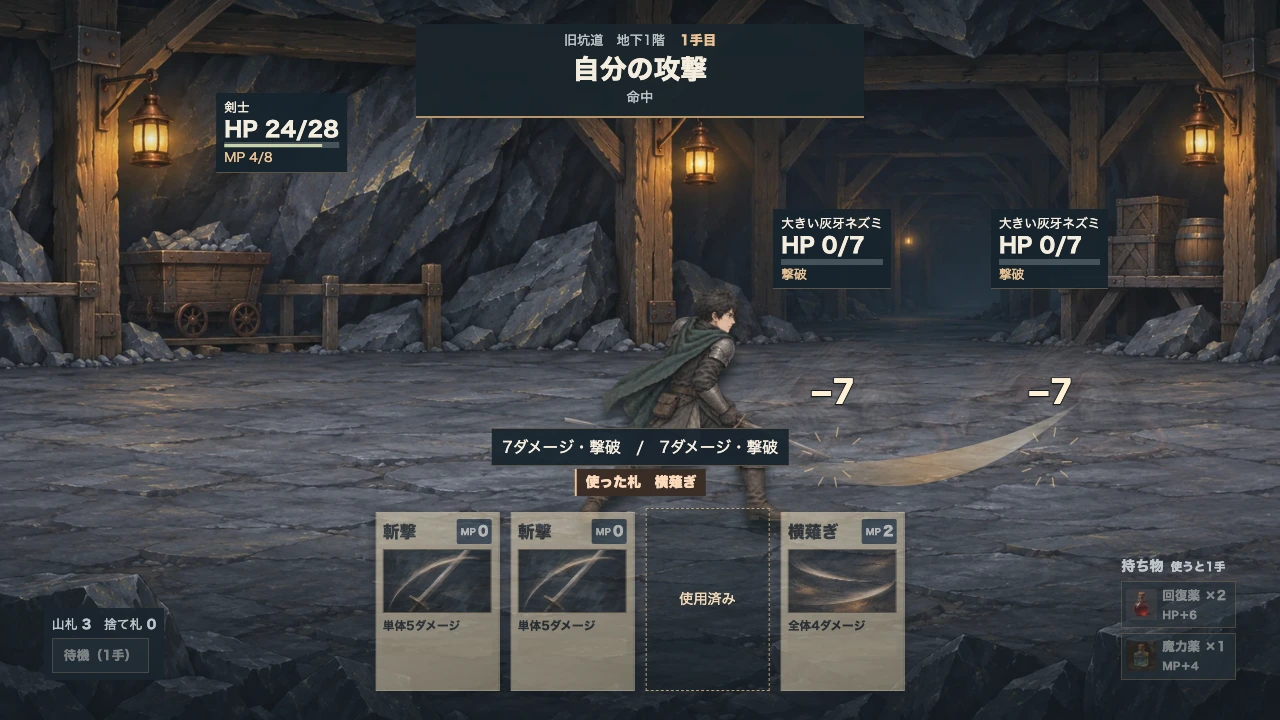 旧坑道 地下1階 1手目
自分の攻撃
命中
剣士
HP 24/28
MP 4/8
大きい灰牙ネズミ
HP 0/7
撃破
大きい灰牙ネズミ
HP 0/7
撃破
−7
−7
7ダメージ・撃破 / 7ダメージ・撃破
使った札 横薙ぎ
斬撃 MP0
単体5ダメージ
斬撃 MP0
単体5ダメージ
使用済み
横薙ぎ MP2
全体4ダメージ
山札 3 捨て札 0
待機（1手）
持ち物 使うと1手
回復薬 ×2
HP+6
魔力薬 ×1
MP+4